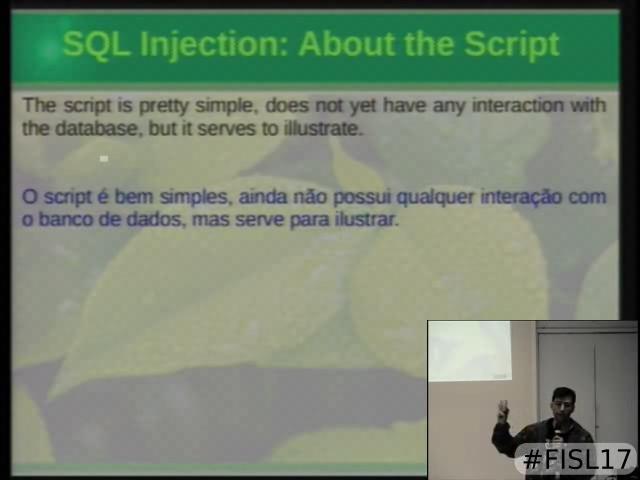 SQL Injection: About the Script
The script is pretty simple, does not yet have any interaction with
the database, but it serves to illustrate.
O script é bem simples, ainda não possui qualquer interação com
o banco de dados, mas serve para ilustrar.
#FISL17